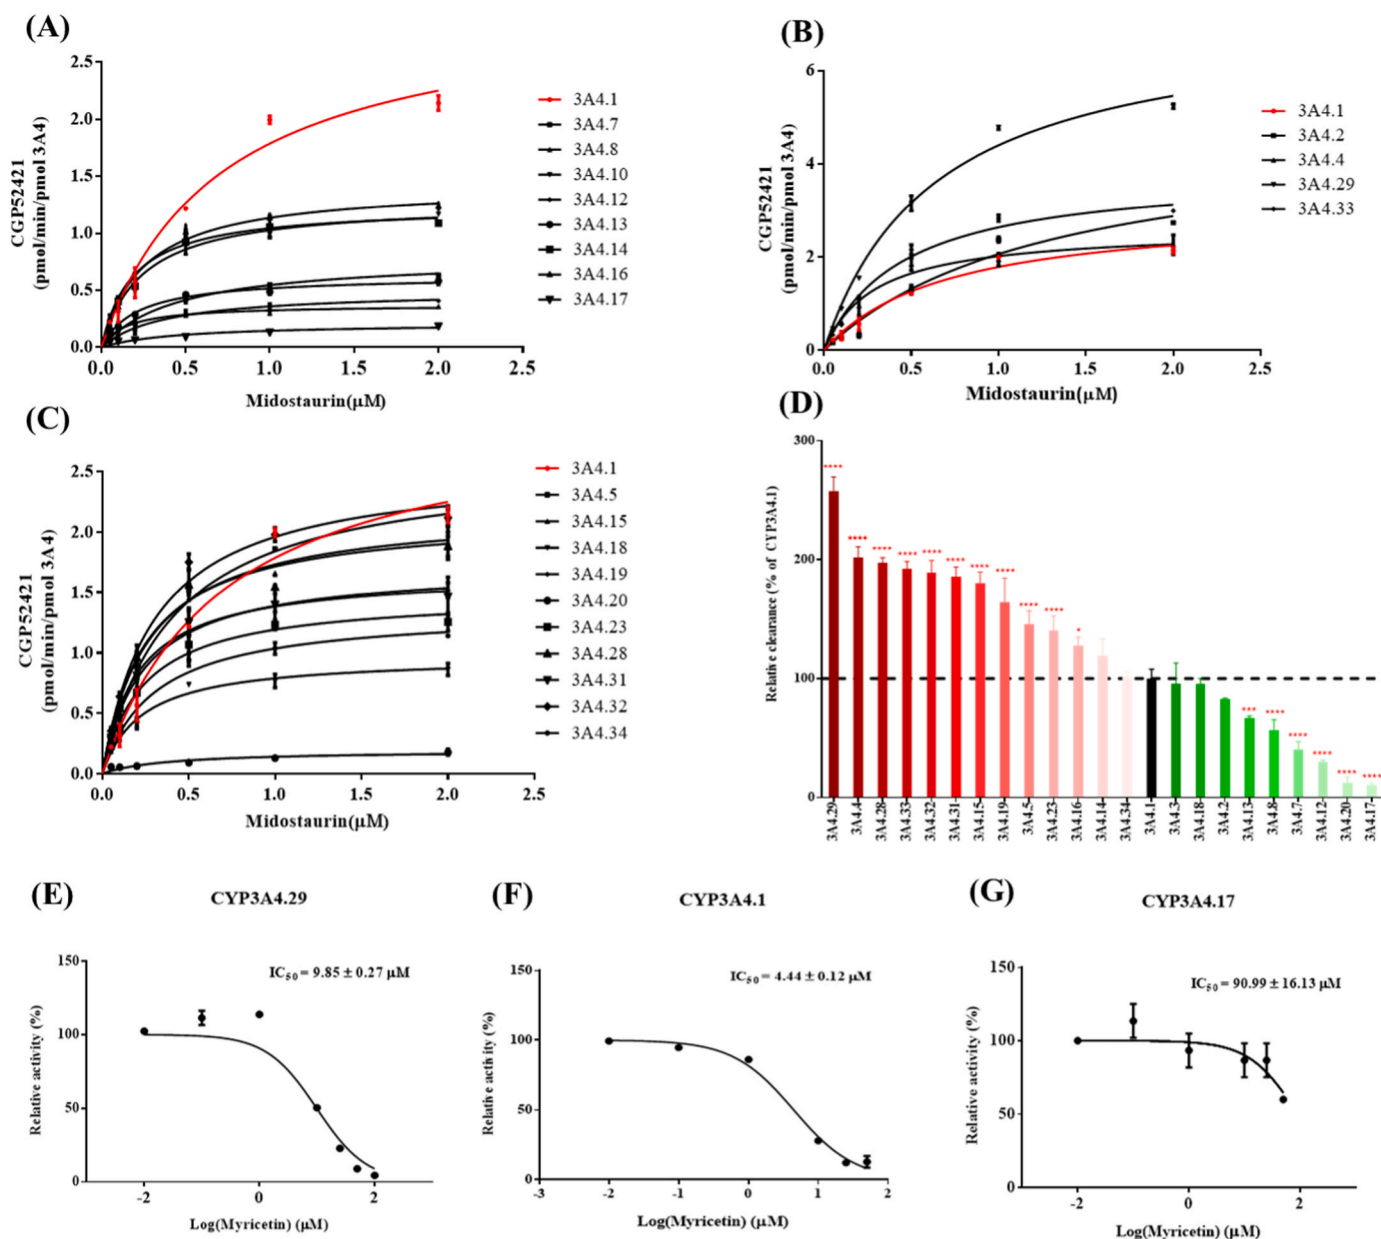 (A)
2.5
2.0
1.5
1.0
0.5
0.0
0.0 0.5 1.0 1.5 2.0 2.5
CGP52421
(pmol/min/pmol 3A4)
Midostaurin(μM)
3A4.1
3A4.7
3A4.8
3A4.10
3A4.12
3A4.13
3A4.14
3A4.16
3A4.17
(B)
6
4
2
0
0.0 0.5 1.0 1.5 2.0 2.5
CGP52421
(pmol/min/pmol 3A4)
Midostaurin(μM)
3A4.1
3A4.2
3A4.4
3A4.29
3A4.33
(C)
2.5
2.0
1.5
1.0
0.5
0.0
0.0 0.5 1.0 1.5 2.0 2.5
CGP52421
(pmol/min/pmol 3A4)
Midostaurin(μM)
3A4.1
3A4.5
3A4.15
3A4.18
3A4.19
3A4.20
3A4.23
3A4.28
3A4.31
3A4.32
3A4.34
(D)
300
200
100
0
Relative clearance (% of CYP3A4.1)
**** **** **** **** **** **** **** **** **** **** * *** **** **** **** **** ****
3A4.29 3A4.4 3A4.28 3A4.33 3A4.32 3A4.31 3A4.15 3A4.19 3A4.5 3A4.23 3A4.16 3A4.14 3A4.34 3A4.1 3A4.3 3A4.18 3A4.2 3A4.13 3A4.8 3A4.7 3A4.12 3A4.20 3A4.17
(E)
CYP3A4.29
IC50 = 9.85 ± 0.27 μM
150
100
50
0
-2 0 2
Relative activity (%)
Log(Myricetin) (μM)
(F)
CYP3A4.1
IC50 = 4.44 ± 0.12 μM
150
100
50
0
-3 -2 -1 0 1 2
Relative activity (%)
Log(Myricetin) (μM)
(G)
CYP3A4.17
IC50 = 90.99 ± 16.13 μM
150
100
50
0
-2 0 2
Relative activity (%)
Log(Myricetin) (μM)